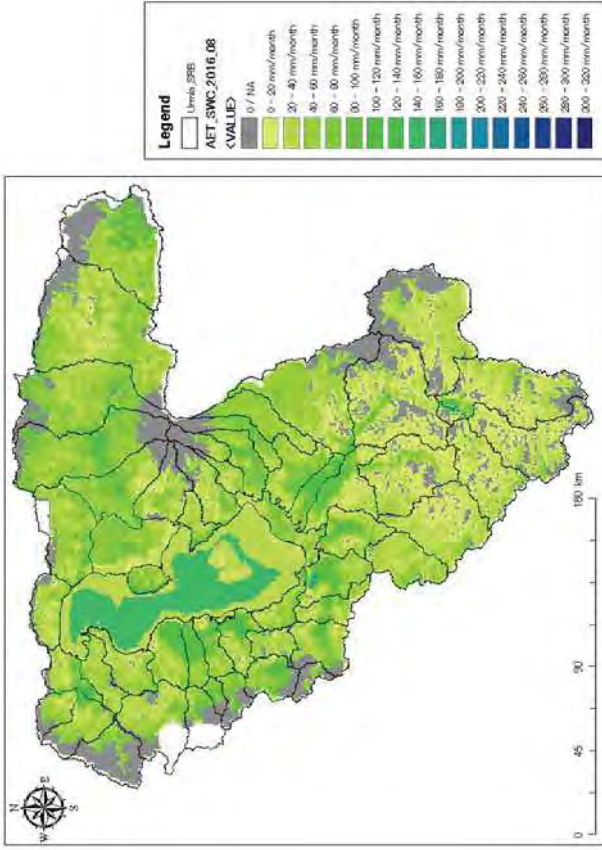 N
W E
S
Legend
Urmia_SRB
AET_SWC_2016_08
<VALUE>
0 / NA
0 - 20 mm/month
20 - 40 mm/month
40 - 60 mm/month
60 - 80 mm/month
80 - 100 mm/month
100 - 120 mm/month
120 - 140 mm/month
140 - 160 mm/month
160 - 180 mm/month
180 - 200 mm/month
200 - 220 mm/month
220 - 240 mm/month
240 - 260 mm/month
260 - 280 mm/month
280 - 300 mm/month
300 - 320 mm/month
0 45 90 180 km